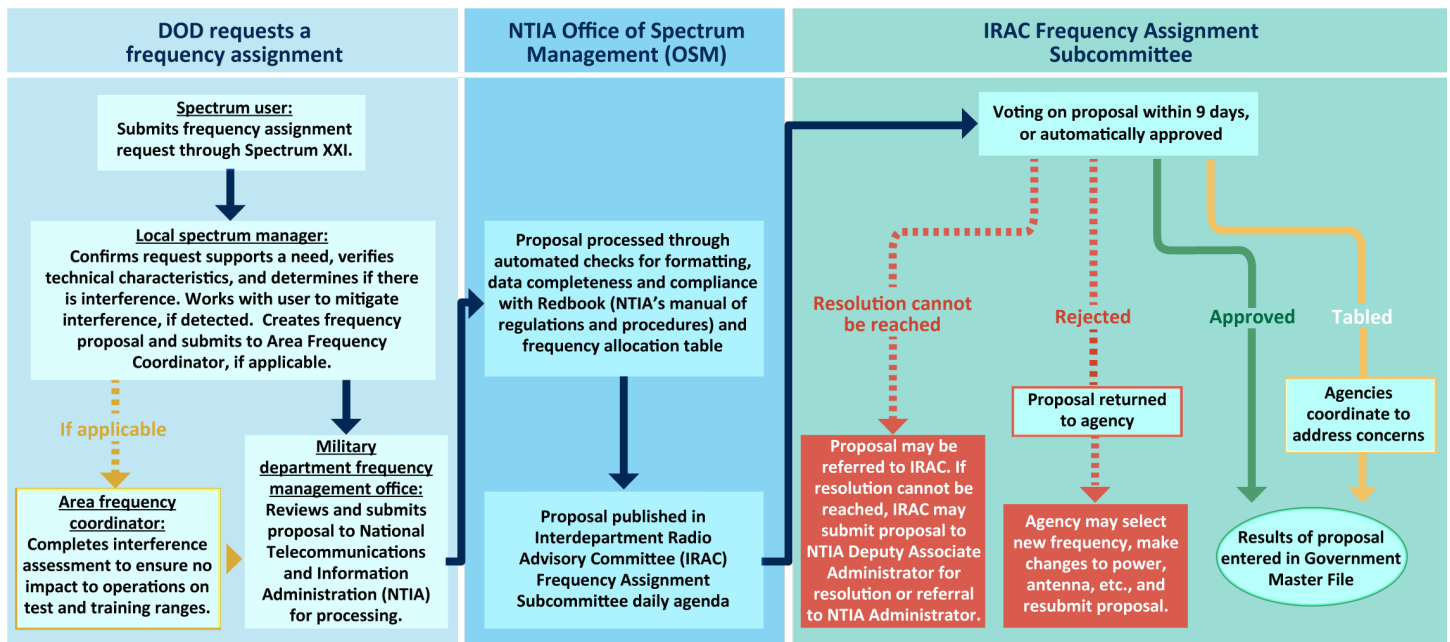 DOD requests a
frequency assignment
NTIA Office of Spectrum
Management (OSM)
IRAC Frequency Assignment
Subcommittee
Spectrum user:
Submits frequency assignment
request through Spectrum XXI.
Local spectrum manager:
Confirms request supports a need, verifies
technical characteristics, and determines if there
is interference. Works with user to mitigate
interference, if detected.  Creates frequency
proposal and submits to Area Frequency
Coordinator, if applicable.
If applicable
Area frequency
coordinator:
Completes interference
assessment to ensure no
impact to operations on
test and training ranges.
Military
department frequency
management office:
Reviews and submits
proposal to National
Telecommunications
and Information
Administration (NTIA)
for processing.
Proposal processed through
automated checks for formatting,
data completeness and compliance
with Redbook (NTIA’s manual of
regulations and procedures) and
frequency allocation table
Proposal published in
Interdepartment Radio
Advisory Committee (IRAC)
Frequency Assignment
Subcommittee daily agenda
Voting on proposal within 9 days,
or automatically approved
Resolution cannot
be reached
Proposal may be
referred to IRAC. If
resolution cannot be
reached, IRAC may
submit proposal to
NTIA Deputy Associate
Administrator for
resolution or referral
to NTIA Administrator.
Rejected
Proposal returned
to agency
Agency may select
new frequency, make
changes to power,
antenna, etc., and
resubmit proposal.
Approved
Tabled
Agencies
coordinate to
address concerns
Results of proposal
entered in Government
Master File